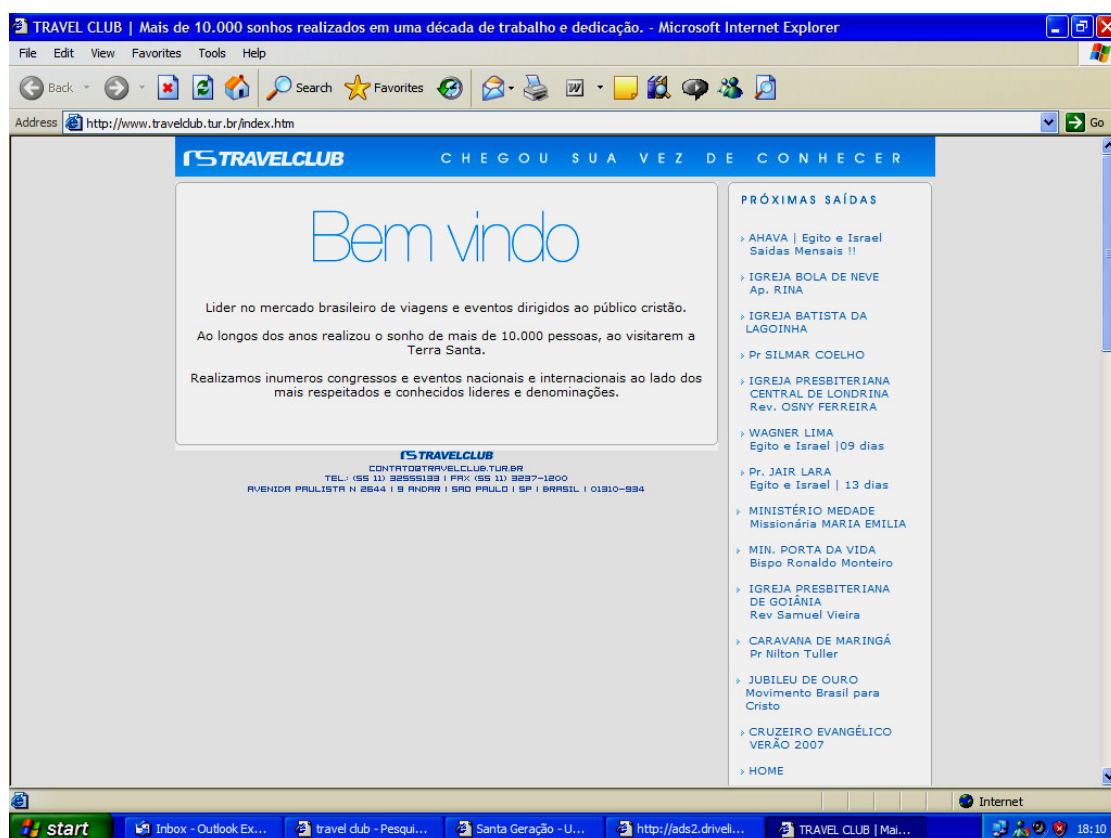 TRAVEL CLUB | Mais de 10.000 sonhos realizados em uma década de trabalho e dedicação. - Microsoft Internet Explorer
File Edit View Favorites Tools Help
Back Search Favorites
Address http://www.travelclub.tur.br/index.htm Go
TRAVELCLUB CHEGOU SUA VEZ DE CONHECER
Bem vindo
Lider no mercado brasileiro de viagens e eventos dirigidos ao público cristão.
Ao longos dos anos realizou o sonho de mais de 10.000 pessoas, ao visitarem a
Terra Santa.
Realizamos inumeros congressos e eventos nacionais e internacionais ao lado dos
mais respeitados e conhecidos lideres e denominações.
TRAVELCLUB
CONTATO@TRAVELCLUB.TUR.BR
TEL.: (55 11) 32555133 | FAX (55 11) 3237-1200
AVENIDA PAULISTA N 2644 | 9 ANDAR | SAO PAULO | SP | BRASIL | 01310-934
PRÓXIMAS SAÍDAS
› AHAVA | Egito e Israel
Saidas Mensais !!
› IGREJA BOLA DE NEVE
Ap. RINA
› IGREJA BATISTA DA
LAGOINHA
› Pr SILMAR COELHO
› IGREJA PRESBITERIANA
CENTRAL DE LONDRINA
Rev. OSNY FERREIRA
› WAGNER LIMA
Egito e Israel |09 dias
› Pr. JAIR LARA
Egito e Israel | 13 dias
› MINISTÉRIO MEDADE
Missionária MARIA EMILIA
› MIN. PORTA DA VIDA
Bispo Ronaldo Monteiro
› IGREJA PRESBITERIANA
DE GOIÂNIA
Rev Samuel Vieira
› CARAVANA DE MARINGÁ
Pr Nilton Tuller
› JUBILEU DE OURO
Movimento Brasil para
Cristo
› CRUZEIRO EVANGÉLICO
VERÃO 2007
› HOME
Internet
start Inbox - Outlook Ex... travel club - Pesqui... Santa Geração - U... http://ads2.driveli... TRAVEL CLUB | Mai... 18:10